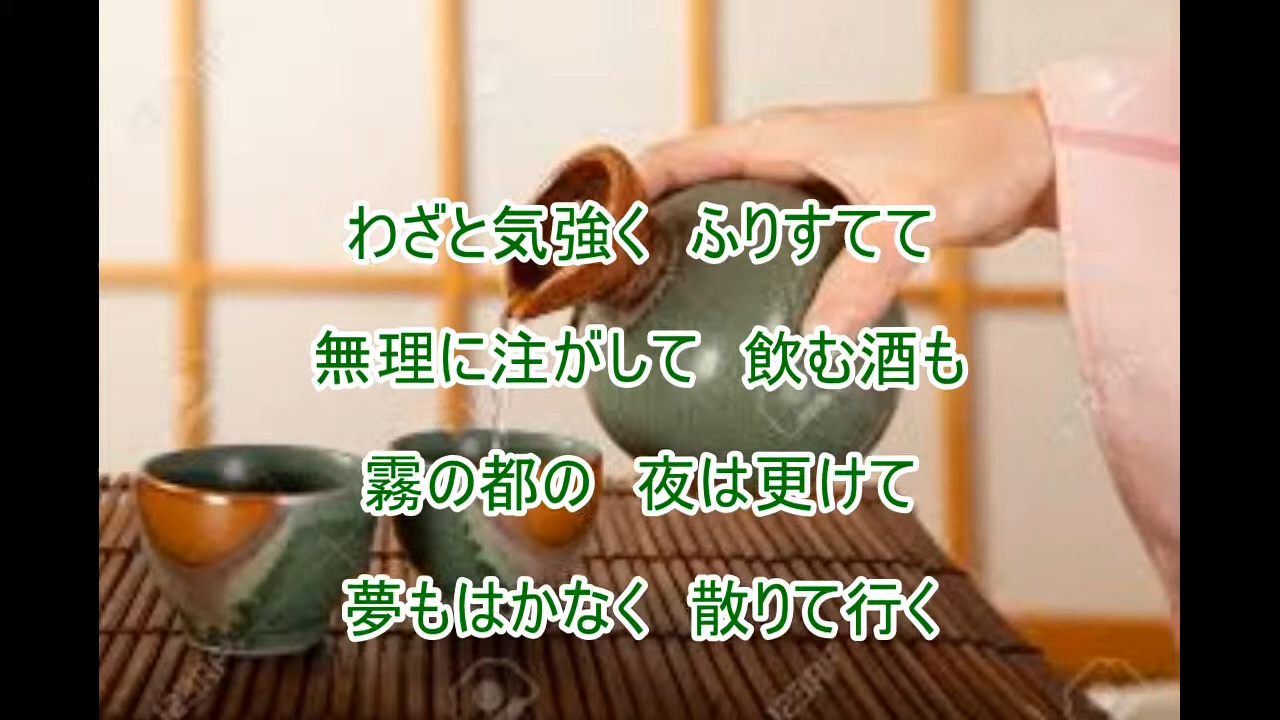 わざと気強く　ふりすてて
無理に注がして　飲む酒も
霧の都の　夜は更けて
夢もはかなく　散りて行く